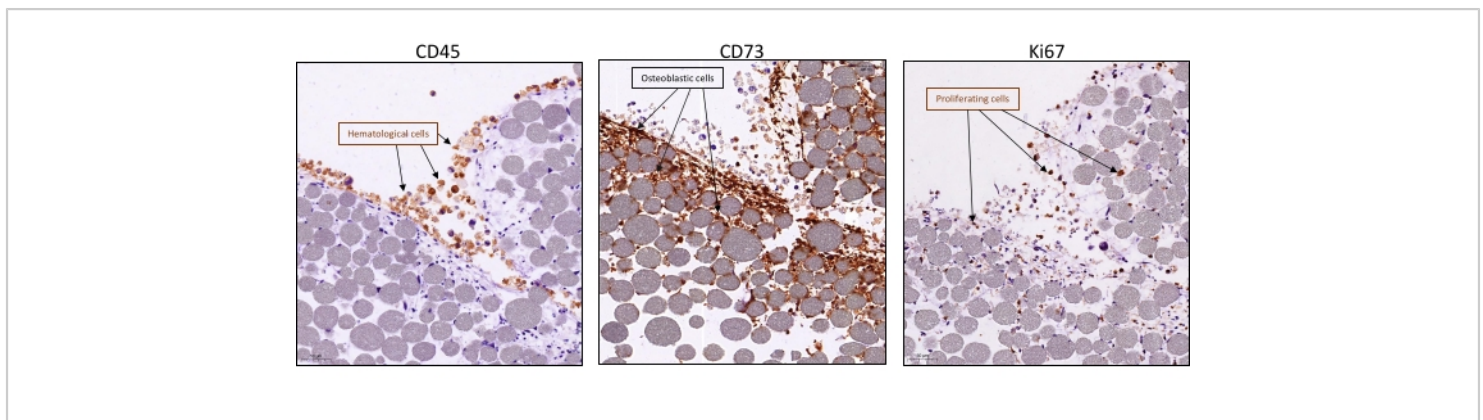 CD45
CD73
Ki67
Osteoblastic cells
Proliferating cells
Hematological cells